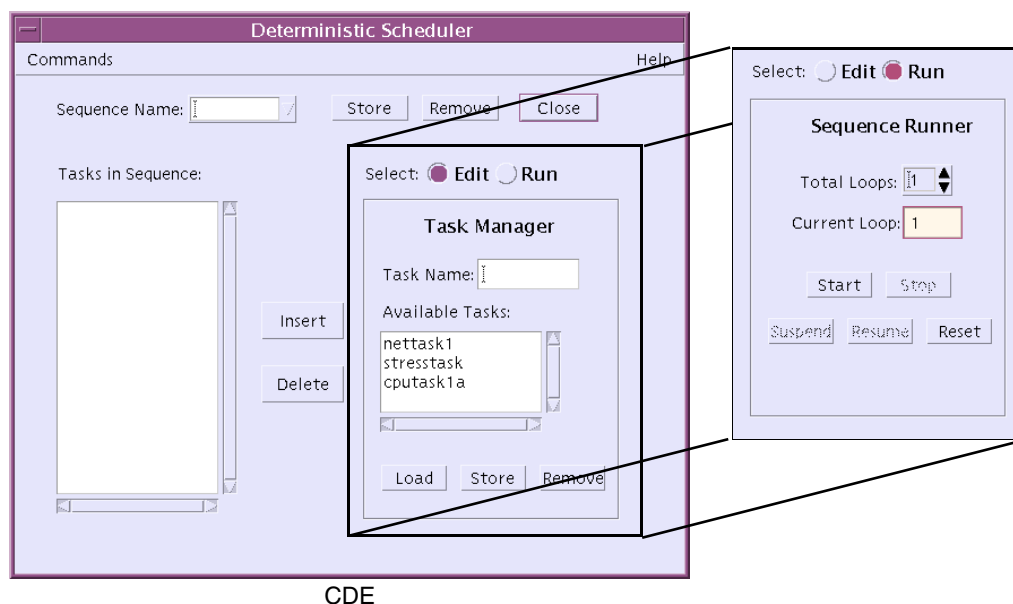 Deterministic Scheduler
Commands Help
Sequence Name: Store Remove Close
Tasks in Sequence:
Insert
Delete
Select: Edit Run
Task Manager
Task Name:
Available Tasks:
nettask1
stresstask
cputask1a
Load Store Remove
Select: Edit Run
Sequence Runner
Total Loops: 1
Current Loop: 1
Start Stop
Suspend Resume Reset
CDE